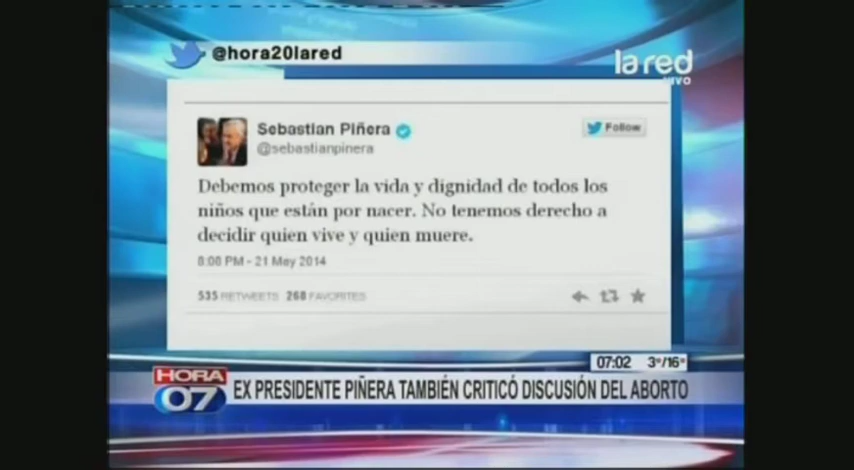 @hora20lared
la red
VIVO
Sebastian Piñera
@sebastianpinera
Follow
Debemos proteger la vida y dignidad de todos los
niños que están por nacer. No tenemos derecho a
decidir quien vive y quien muere.
8:08 PM - 21 May 2014
535 RETWEETS 268 FAVORITES
07:02 3°/16°
HORA
07
EX PRESIDENTE PIÑERA TAMBIÉN CRITICÓ DISCUSIÓN DEL ABORTO